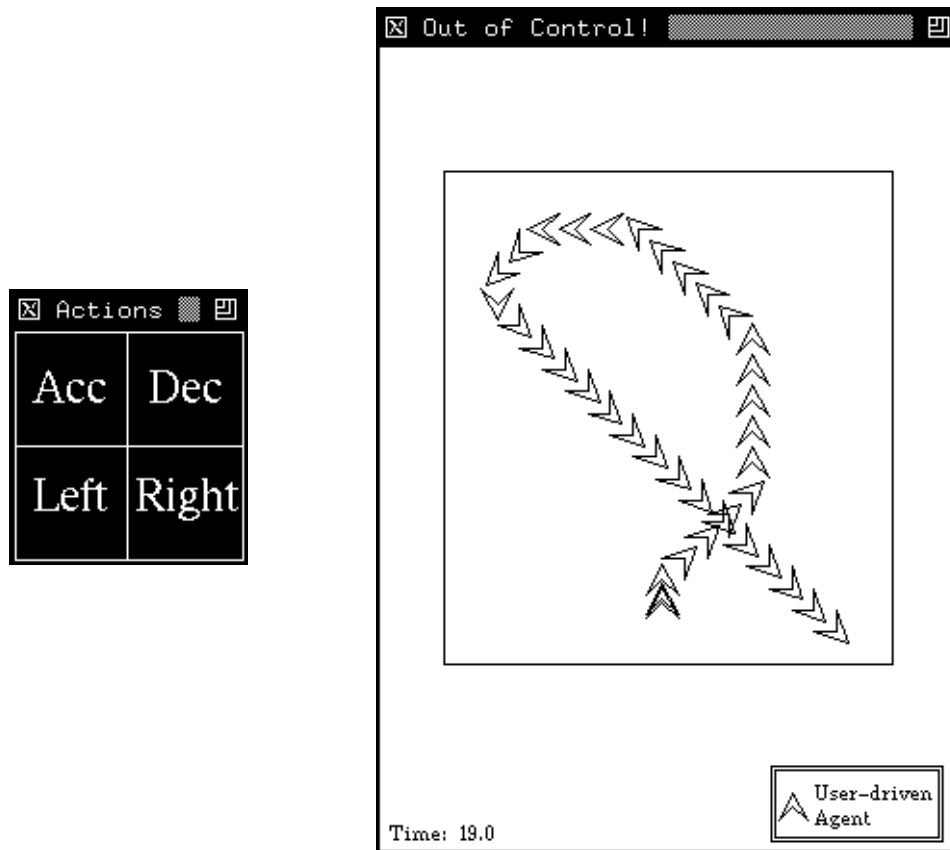 Out of Control!
Actions
Acc Dec
Left Right
User-driven
Agent
Time: 19.0